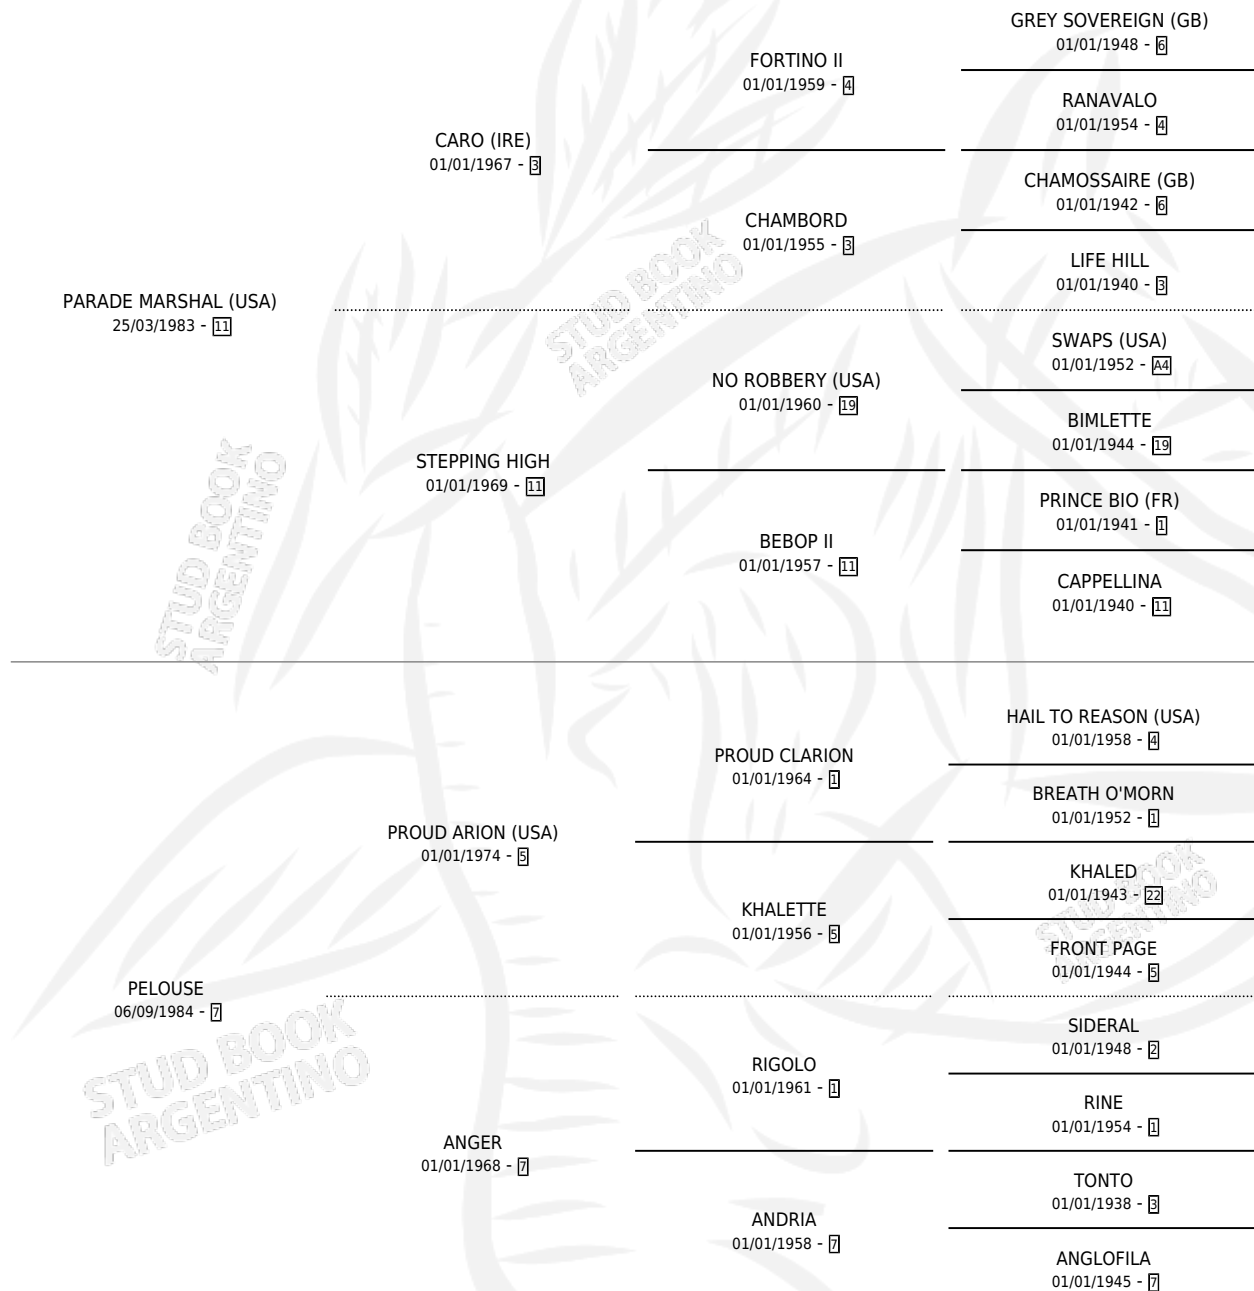 GREY SOVEREIGN (GB)
01/01/1948 - 6
FORTINO II
01/01/1959 - 4
RANAVALO
01/01/1954 - 4
CARO (IRE)
01/01/1967 - 3
CHAMOSSAIRE (GB)
01/01/1942 - 6
CHAMBORD
01/01/1955 - 3
LIFE HILL
01/01/1940 - 3
PARADE MARSHAL (USA)
25/03/1983 - 11
SWAPS (USA)
01/01/1952 - A4
NO ROBBERY (USA)
01/01/1960 - 19
BIMLETTE
01/01/1944 - 19
STEPPING HIGH
01/01/1969 - 11
PRINCE BIO (FR)
01/01/1941 - 1
BEBOP II
01/01/1957 - 11
CAPPELLINA
01/01/1940 - 11
STUD BOOK
ARGENTINO
STUD BOOK
ARGENTINO
HAIL TO REASON (USA)
01/01/1958 - 4
PROUD CLARION
01/01/1964 - 1
BREATH O'MORN
01/01/1952 - 1
PROUD ARION (USA)
01/01/1974 - 5
KHALED
01/01/1943 - 22
KHALETTE
01/01/1956 - 5
FRONT PAGE
01/01/1944 - 5
PELOUSE
06/09/1984 - 7
SIDERAL
01/01/1948 - 2
RIGOLO
01/01/1961 - 1
RINE
01/01/1954 - 1
ANGER
01/01/1968 - 7
TONTO
01/01/1938 - 3
ANDRIA
01/01/1958 - 7
ANGLOFILA
01/01/1945 - 7
STUD BOOK
ARGENTINO
STUD BOOK
ARGENTINO